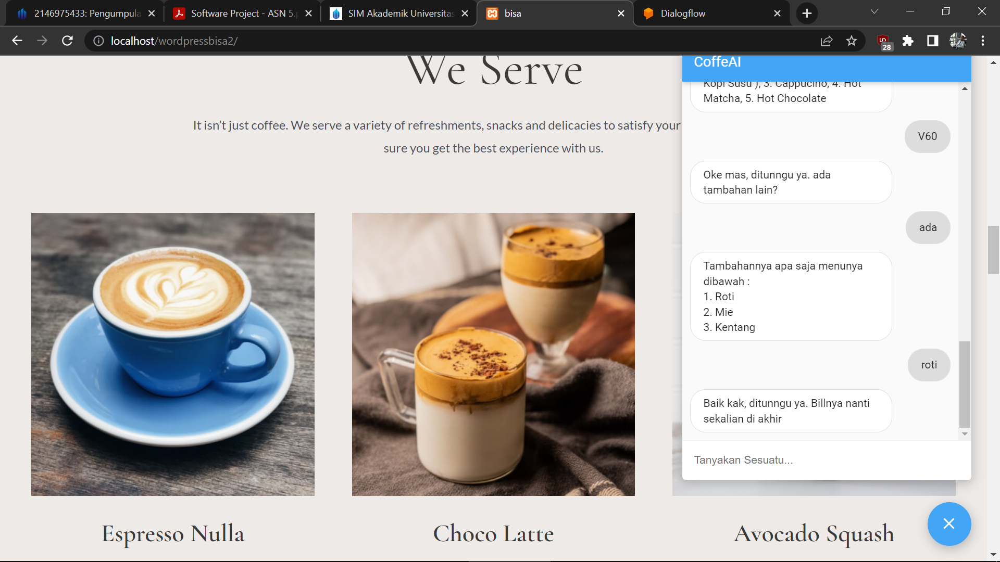 2146975433: Pengumpula
Software Project - ASN 5.p
SIM Akademik Universitas
bisa
Dialogflow
localhost/wordpressbisa2/
28
We Serve
It isn’t just coffee. We serve a variety of refreshments, snacks and delicacies to satisfy your
sure you get the best experience with us.
Espresso Nulla
Choco Latte
Avocado Squash
CoffeAI
Kopi Susu ), 3. Cappucino, 4. Hot
Matcha, 5. Hot Chocolate
V60
Oke mas, ditunngu ya. ada
tambahan lain?
ada
Tambahannya apa saja menunya
dibawah :
1. Roti
2. Mie
3. Kentang
roti
Baik kak, ditunngu ya. Billnya nanti
sekalian di akhir
Tanyakan Sesuatu...